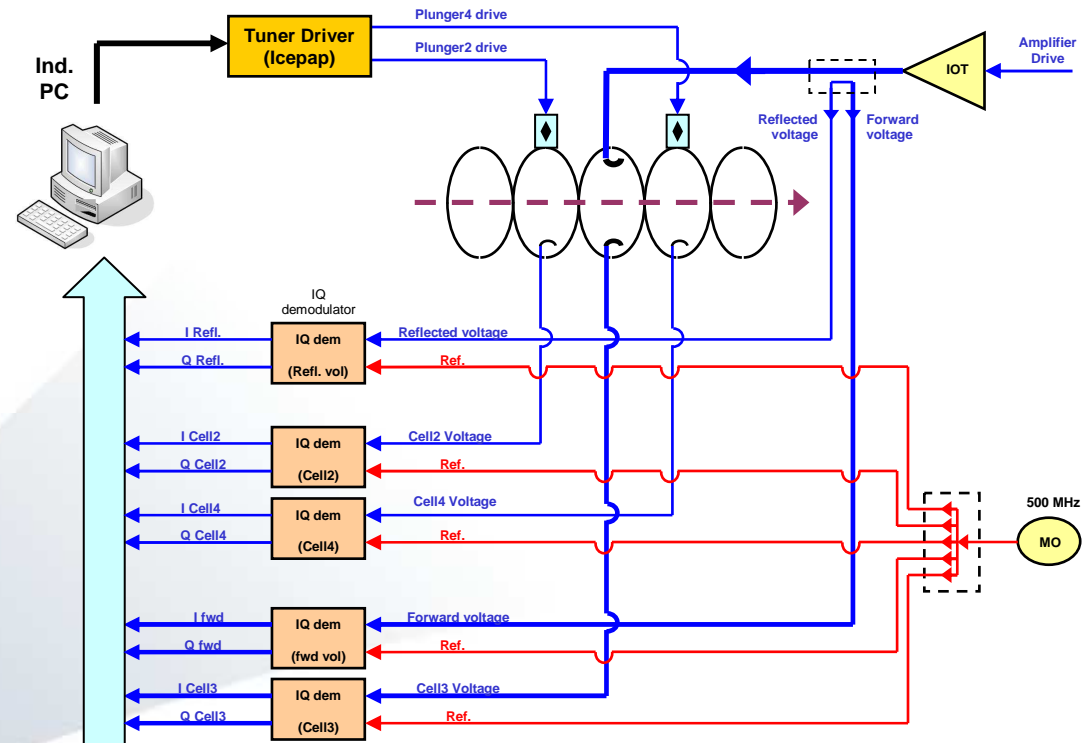 Plunger4 drive
Tuner Driver
(Icepap)
Plunger2 drive
Ind.
PC
Amplifier
Drive
IOT
Reflected
voltage
Forward
voltage
IQ
demodulator
I Refl.
Q Refl.
IQ dem
(Refl. vol)
Reflected voltage
Ref.
I Cell2
Q Cell2
IQ dem
(Cell2)
Cell2 Voltage
Ref.
I Cell4
Q Cell4
IQ dem
(Cell4)
Cell4 Voltage
Ref.
500 MHz
MO
I fwd
Q fwd
IQ dem
(fwd vol)
Forward voltage
Ref.
I Cell3
Q Cell3
IQ dem
(Cell3)
Cell3 Voltage
Ref.